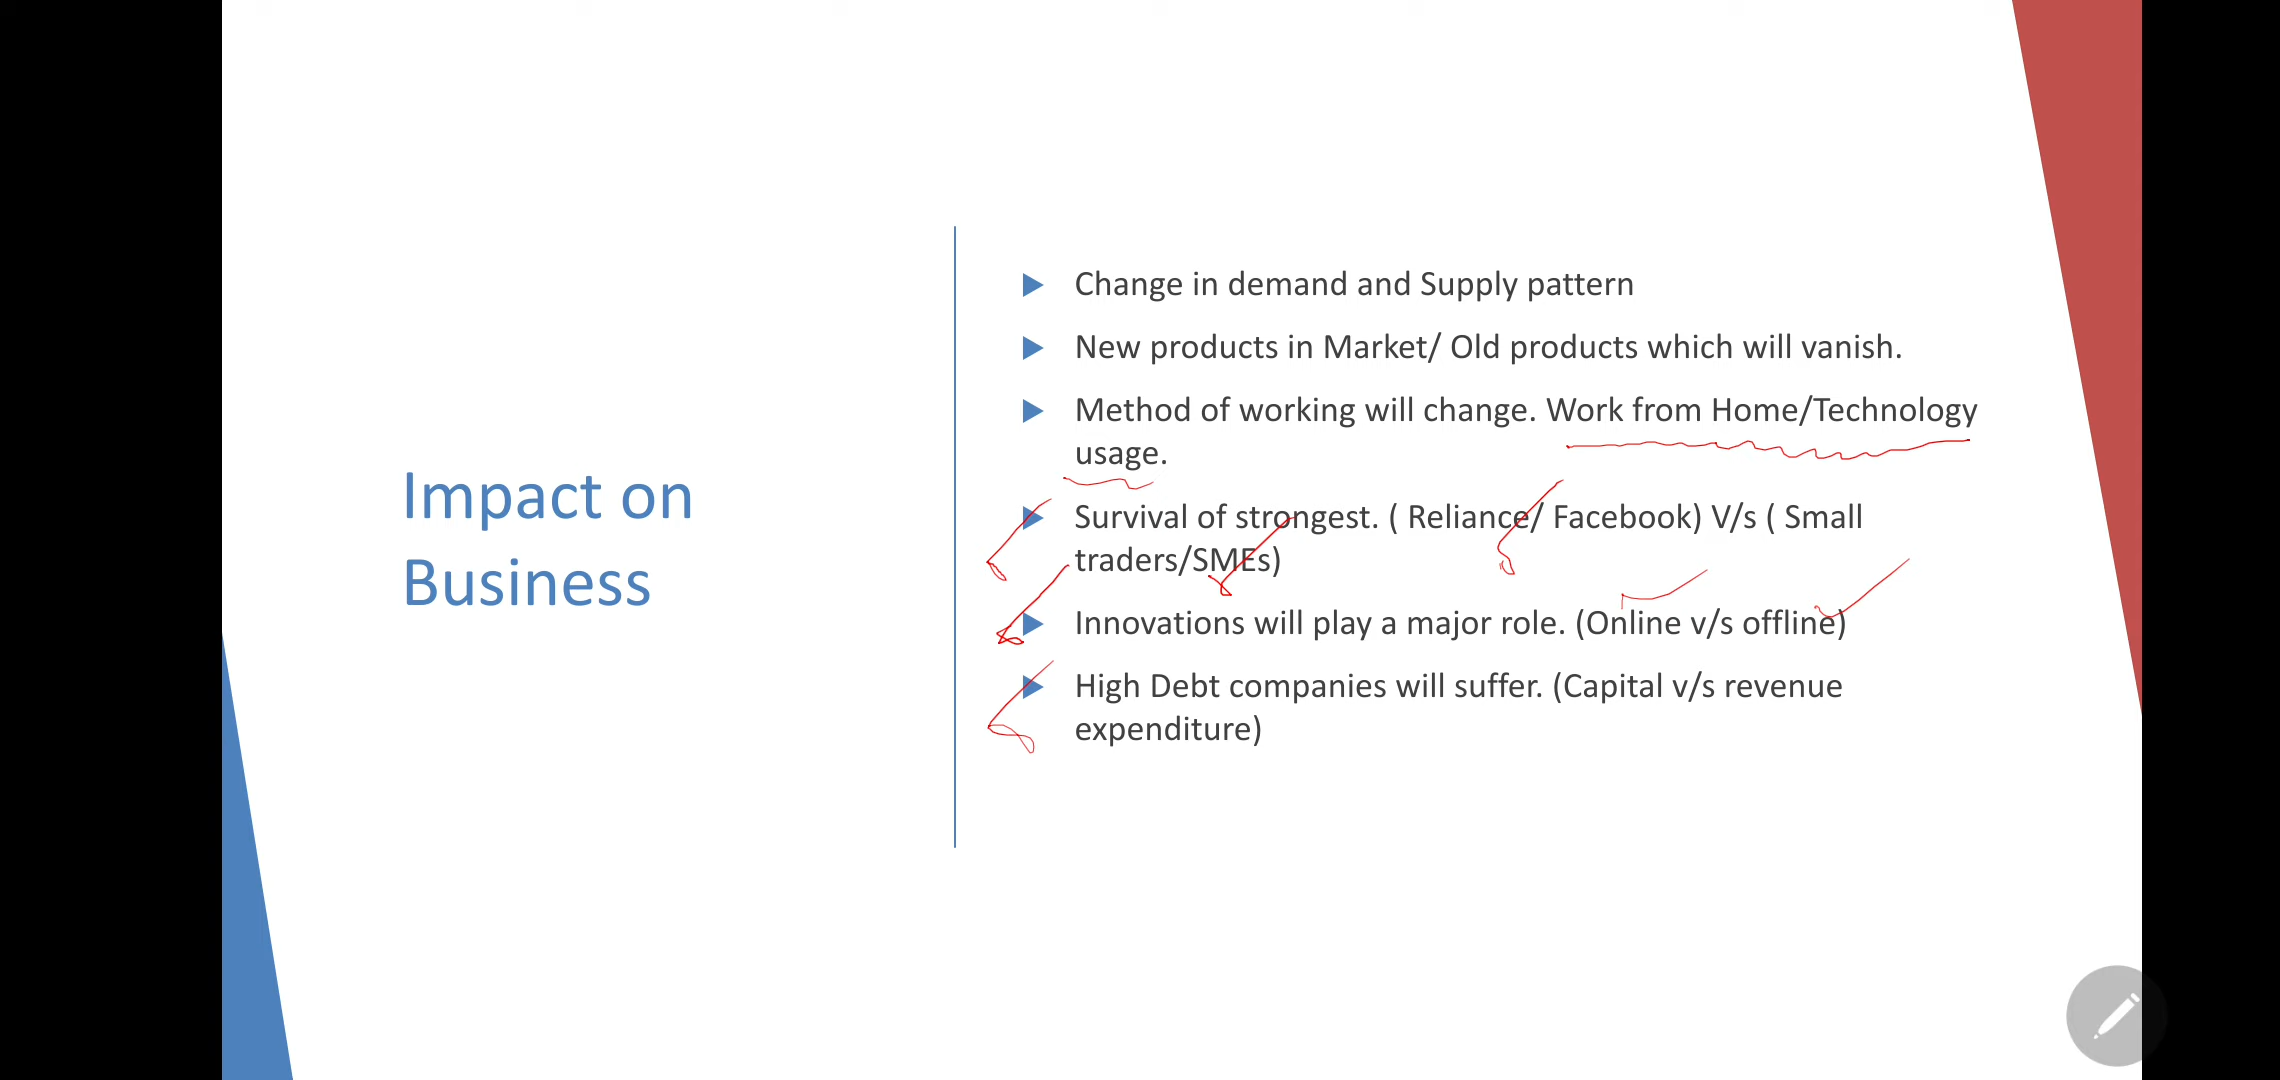 Impact on
Business
Change in demand and Supply pattern
New products in Market/ Old products which will vanish.
Method of working will change. Work from Home/Technology
usage.
Survival of strongest. ( Reliance/ Facebook) V/s ( Small
traders/SMEs)
Innovations will play a major role. (Online v/s offline)
High Debt companies will suffer. (Capital v/s revenue
expenditure)